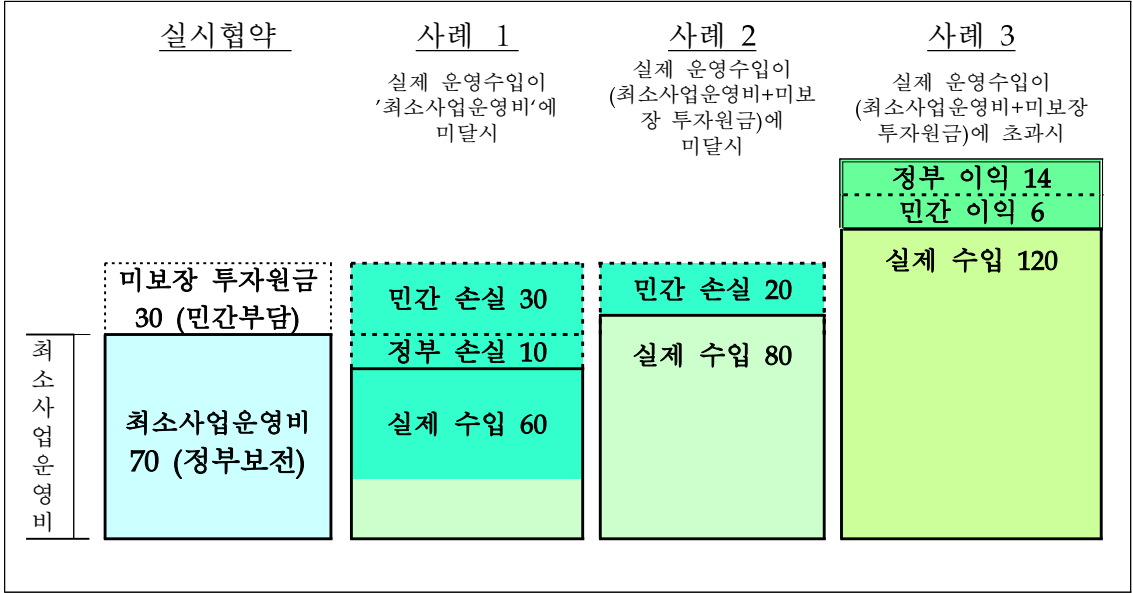 실시협약
사례 1
사례 2
사례 3
실제 운영수입이
'최소사업운영비'에
미달시
실제 운영수입이
(최소사업운영비+미보
장 투자원금)에
미달시
실제 운영수입이
(최소사업운영비+미보장
투자원금)에 초과시
최소사업운영비
미보장 투자원금
30 (민간부담)
최소사업운영비
70 (정부보전)
민간 손실 30
정부 손실 10
실제 수입 60
민간 손실 20
실제 수입 80
정부 이익 14
민간 이익 6
실제 수입 120